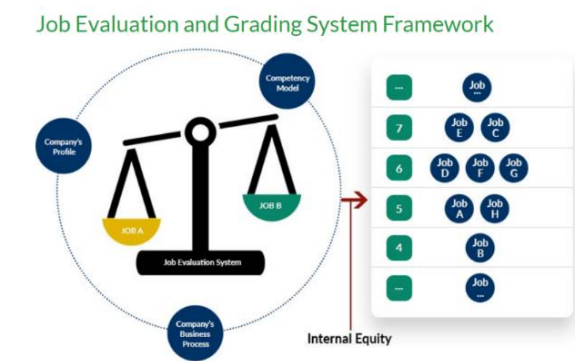 Job Evaluation and Grading System Framework
Competency
Model
Company's
Profile
JOB A
JOB B
Job Evaluation System
Company's
Business
Process
Internal Equity
...
Job
...
7
Job
E
Job
C
6
Job
D
Job
F
Job
G
5
Job
A
Job
H
4
Job
B
...
Job
...